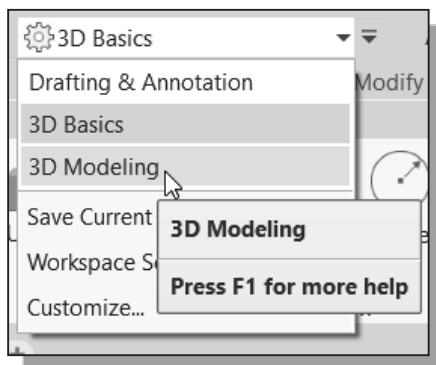 3D Basics
Drafting & Annotation
Modify
3D Basics
3D Modeling
Save Current
3D Modeling
Workspace
Press F1 for more help
Customize...